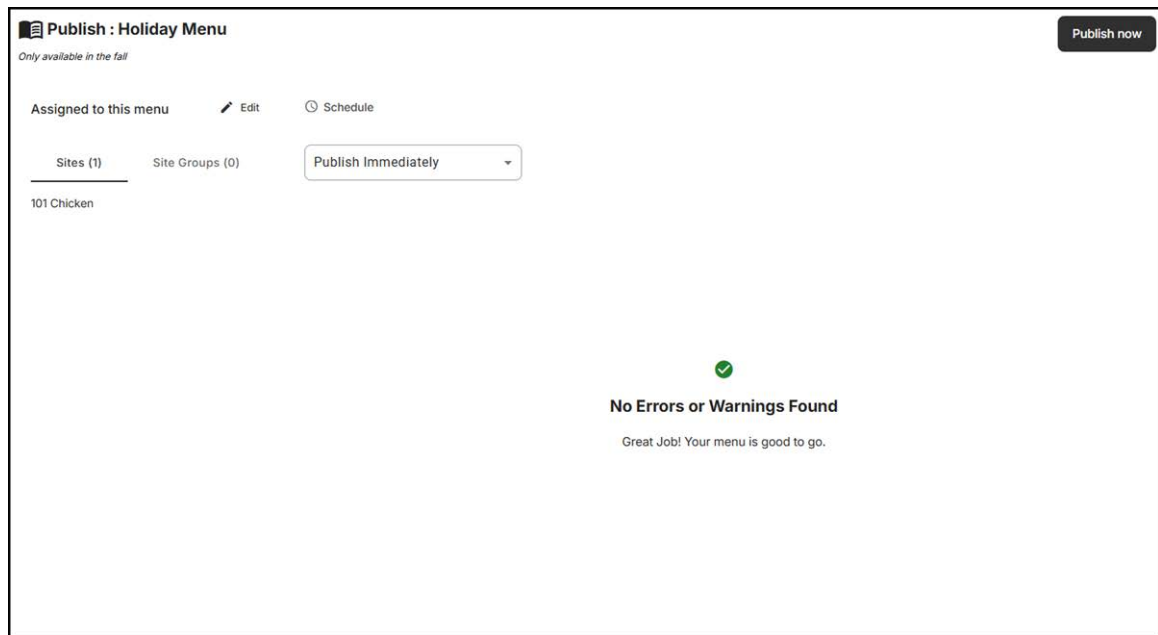 Publish : Holiday Menu
Publish now
Only available in the fall
Assigned to this menu
Edit
Schedule
Sites (1)
Site Groups (0)
Publish Immediately
101 Chicken
No Errors or Warnings Found
Great Job! Your menu is good to go.